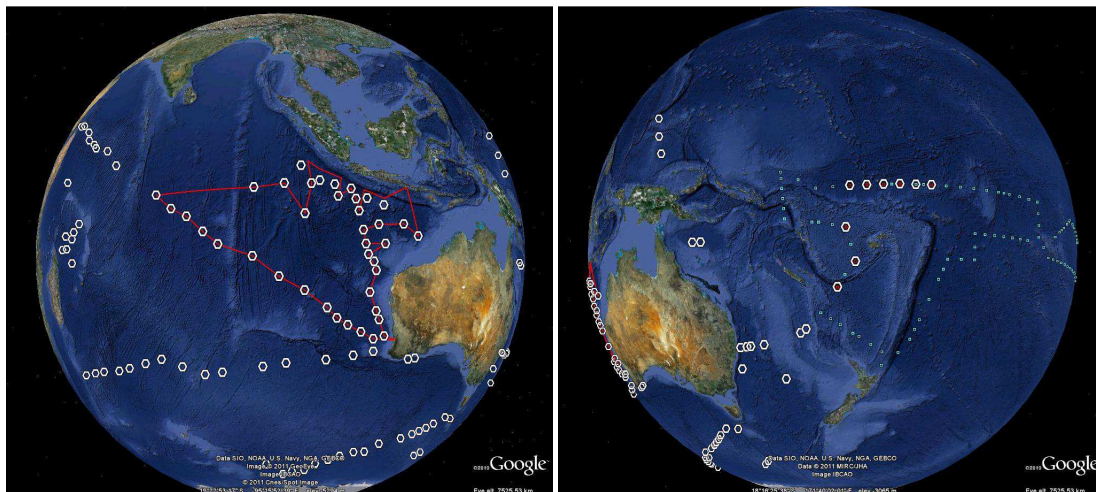 Data SIO, NOAA, U.S. Navy, NGA, GEBCO
Image © 2011 GeoEye
Image IBCAO
© 2011 Cnes/Spot Image
©2010 Google
Eye alt 7525.53 km
Data SIO, NOAA, U.S. Navy, NGA, GEBCO
Data © 2011 MIRC/JHA
Image IBCAO
©2010 Google
elev -3065 m
Eye alt 7525.53 km